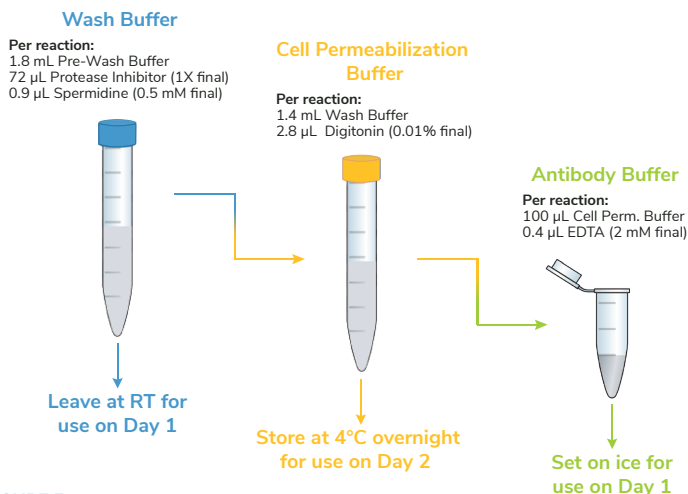 Wash Buffer
Per reaction:
1.8 mL Pre-Wash Buffer
72 µL Protease Inhibitor (1X final)
0.9 µL Spermidine (0.5 mM final)
Cell Permeabilization
Buffer
Per reaction:
1.4 mL Wash Buffer
2.8 µL Digitonin (0.01% final)
Antibody Buffer
Per reaction:
100 µL Cell Perm. Buffer
0.4 µL EDTA (2 mM final)
Leave at RT for
use on Day 1
Store at 4°C overnight
for use on Day 2
Set on ice for
use on Day 1